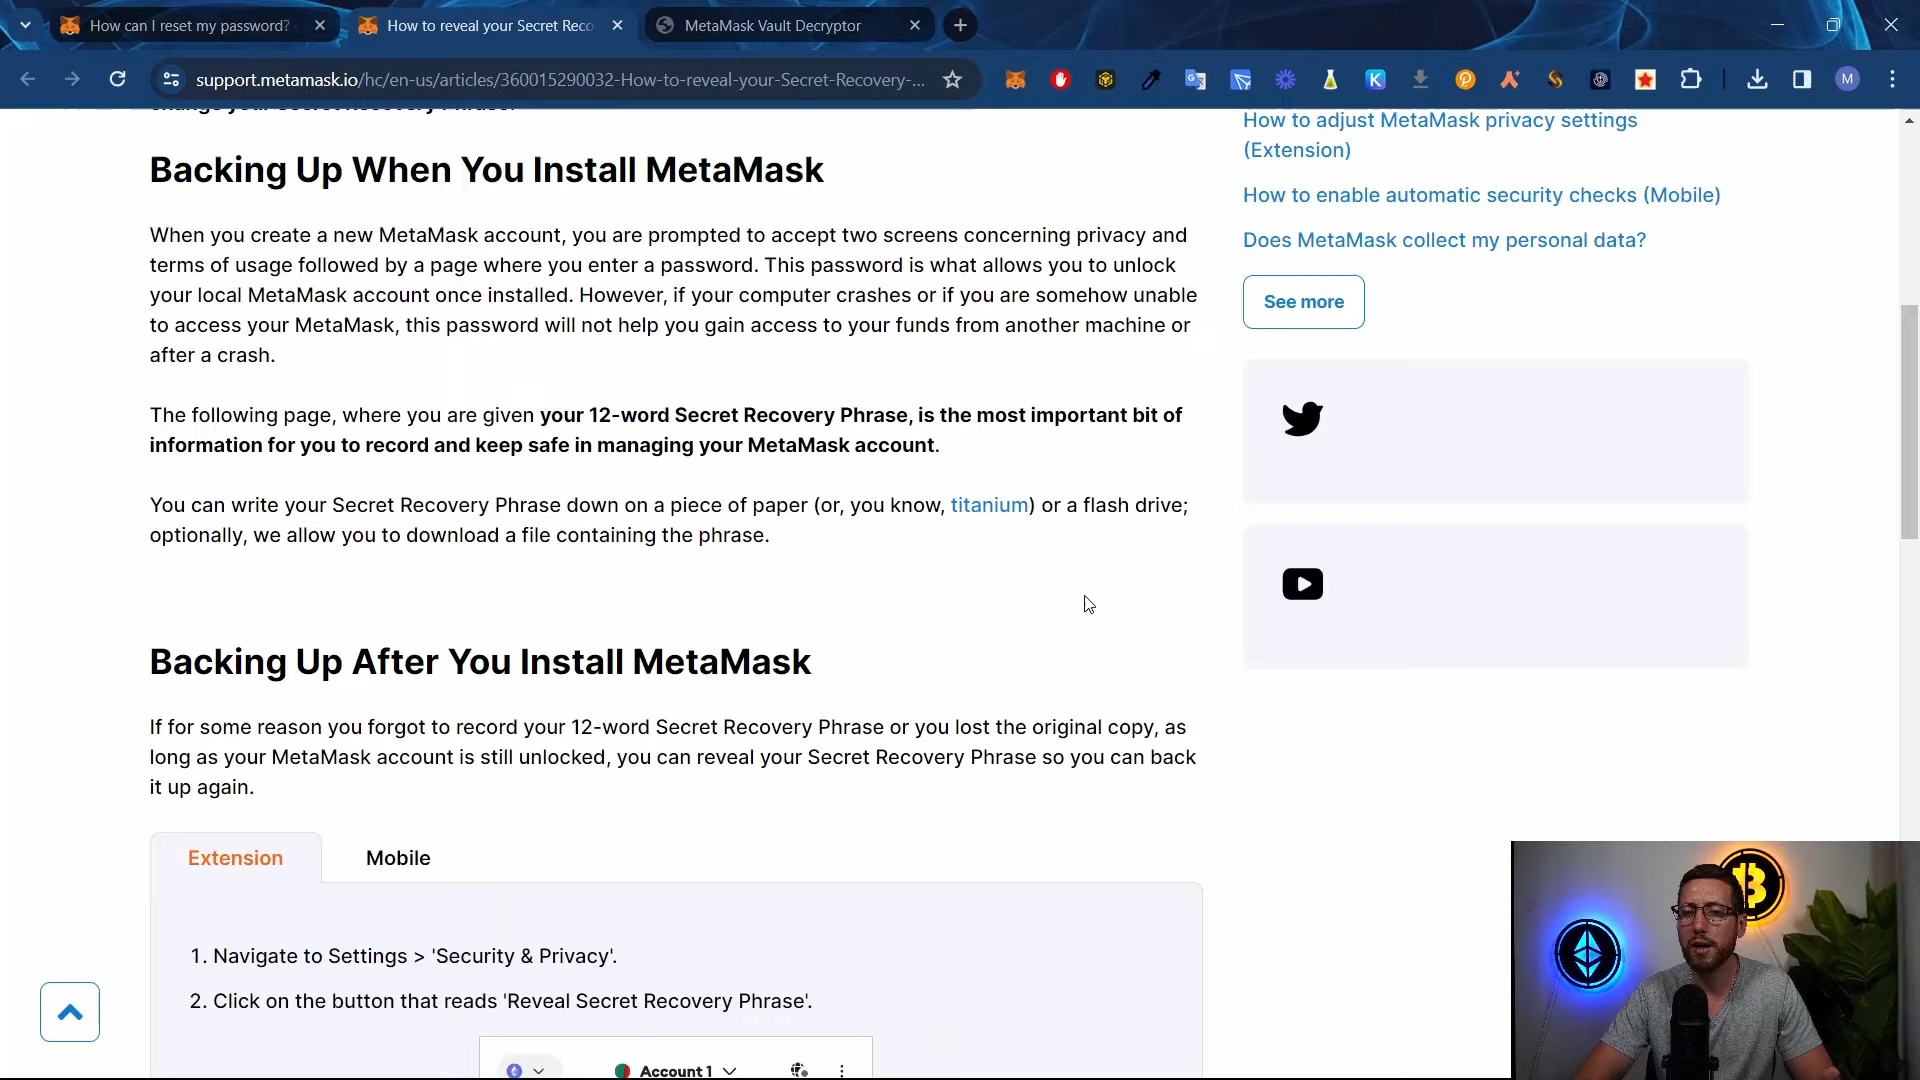 How can I reset my password?
How to reveal your Secret Reco
MetaMask Vault Decryptor
support.metamask.io/hc/en-us/articles/360015290032-How-to-reveal-your-Secret-Recovery-...
M
change your Secret Recovery Phrase.
Backing Up When You Install MetaMask
When you create a new MetaMask account, you are prompted to accept two screens concerning privacy and
terms of usage followed by a page where you enter a password. This password is what allows you to unlock
your local MetaMask account once installed. However, if your computer crashes or if you are somehow unable
to access your MetaMask, this password will not help you gain access to your funds from another machine or
after a crash.
The following page, where you are given your 12-word Secret Recovery Phrase, is the most important bit of
information for you to record and keep safe in managing your MetaMask account.
You can write your Secret Recovery Phrase down on a piece of paper (or, you know, titanium) or a flash drive;
optionally, we allow you to download a file containing the phrase.
Backing Up After You Install MetaMask
If for some reason you forgot to record your 12-word Secret Recovery Phrase or you lost the original copy, as
long as your MetaMask account is still unlocked, you can reveal your Secret Recovery Phrase so you can back
it up again.
Extension
Mobile
1. Navigate to Settings > 'Security & Privacy'.
2. Click on the button that reads 'Reveal Secret Recovery Phrase'.
Account 1
How to adjust MetaMask privacy settings
(Extension)
How to enable automatic security checks (Mobile)
Does MetaMask collect my personal data?
See more